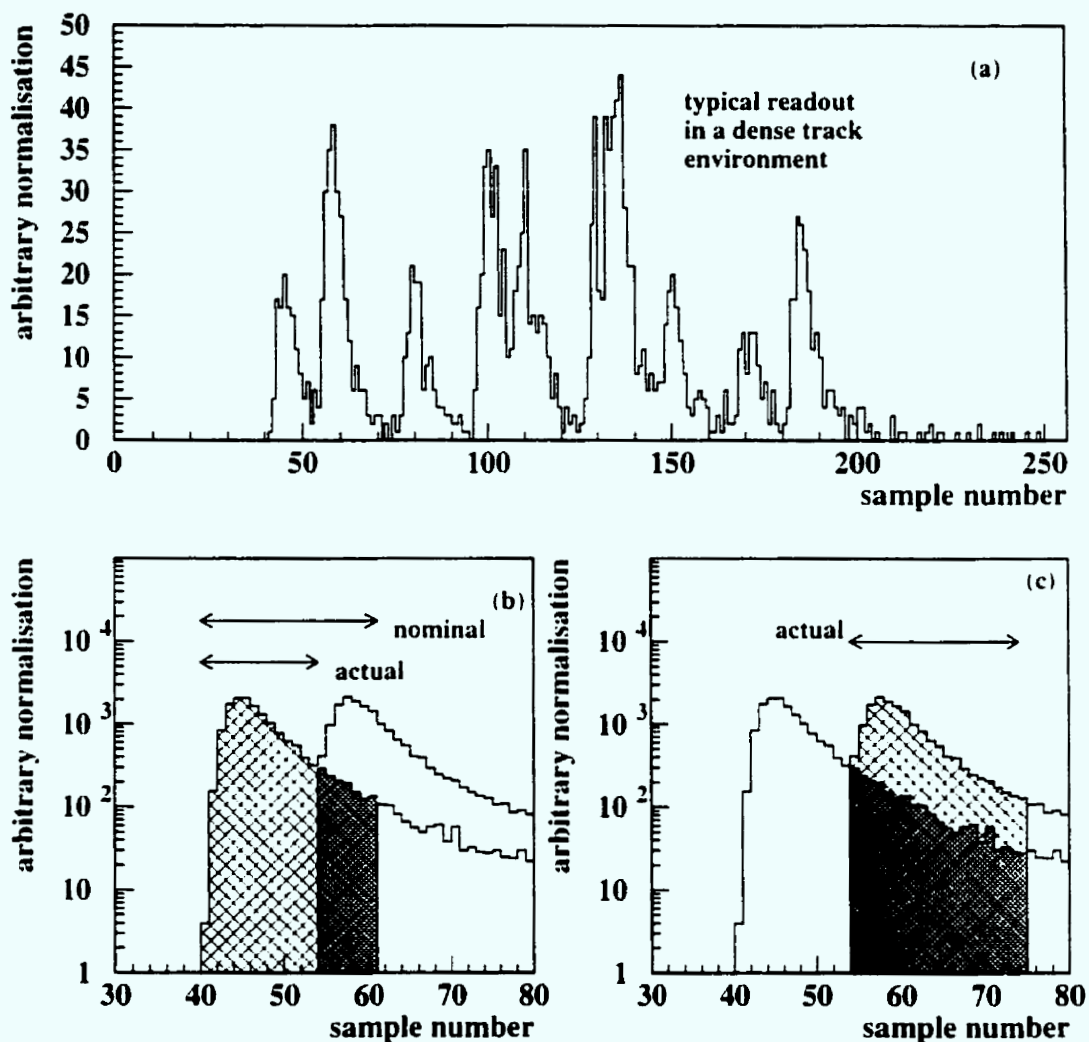 arbitrary normalisation
50
45
40
35
30
25
20
15
10
5
0
(a)
typical readout
in a dense track
environment
0
50
100
150
200
250
sample number
arbitrary normalisation
10 4
10 3
10 2
10
1
(b)
nominal
actual
30
40
50
60
70
80
sample number
arbitrary normalisation
10 4
10 3
10 2
10
1
(c)
actual
30
40
50
60
70
80
sample number